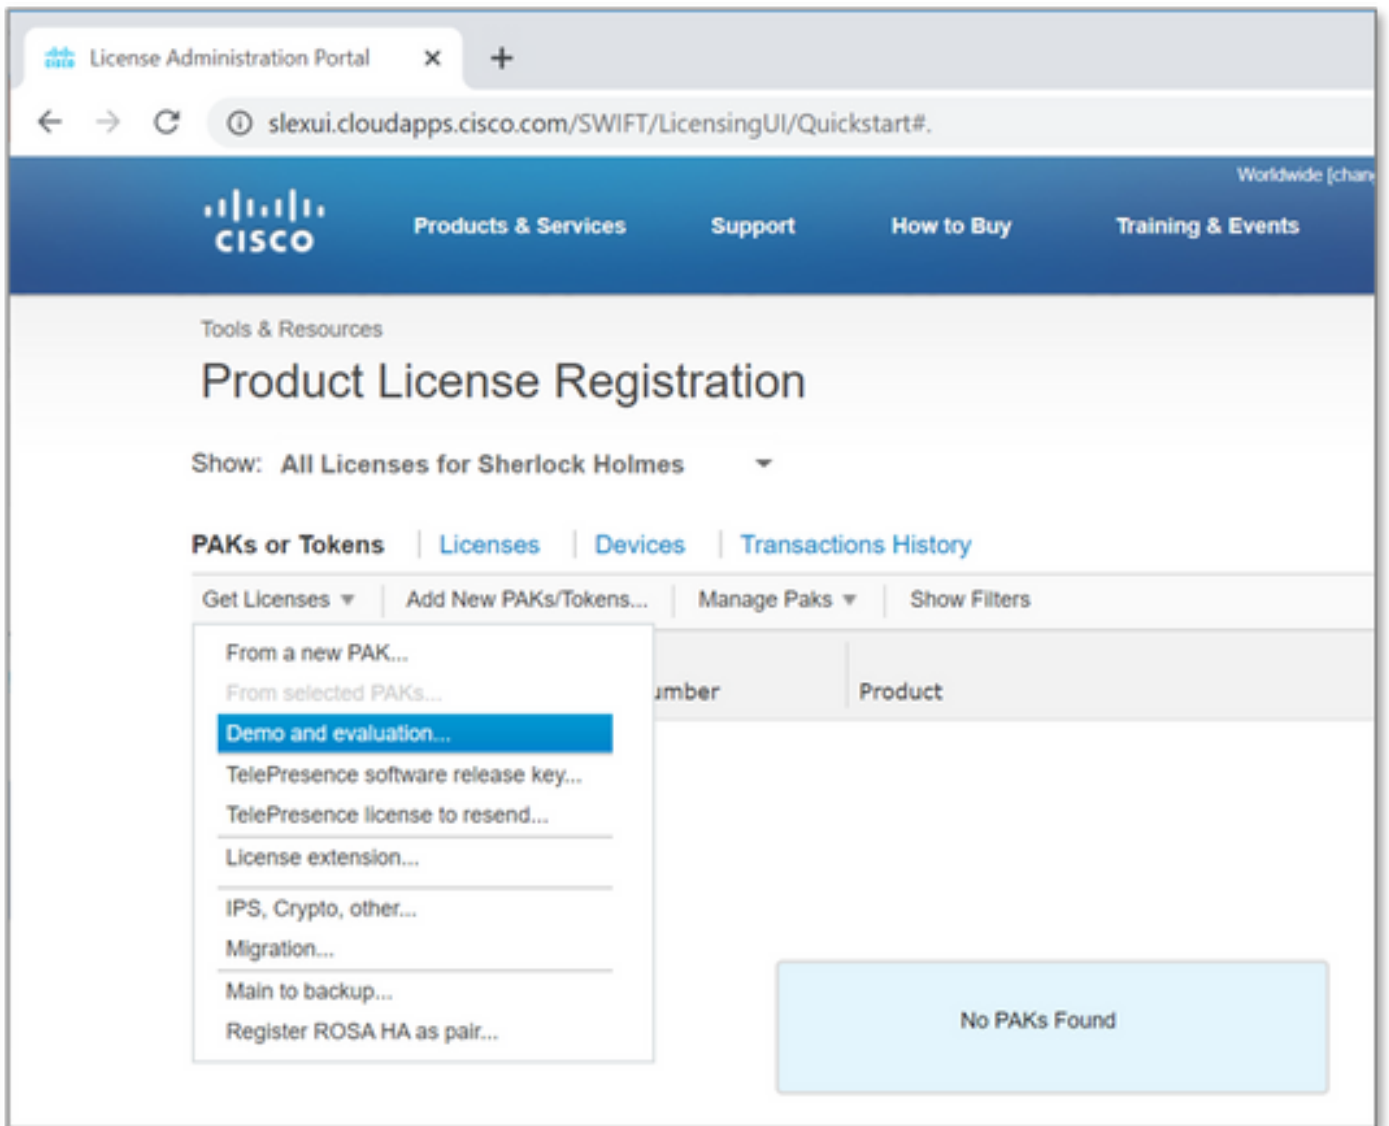 License Administration Portal
slexui.cloudapps.cisco.com/SWIFT/LicensingUI/Quickstart#.
Worldwide [chan
CISCO Products & Services Support How to Buy Training & Events
Tools & Resources
Product License Registration
Show: All Licenses for Sherlock Holmes
PAKs or Tokens Licenses Devices Transactions History
Get Licenses Add New PAKs/Tokens... Manage Paks Show Filters
From a new PAK...
From selected PAKs...
umber Product
Demo and evaluation...
TelePresence software release key...
TelePresence license to resend...
License extension...
IPS, Crypto, other...
Migration...
Main to backup...
Register ROSA HA as pair...
No PAKs Found